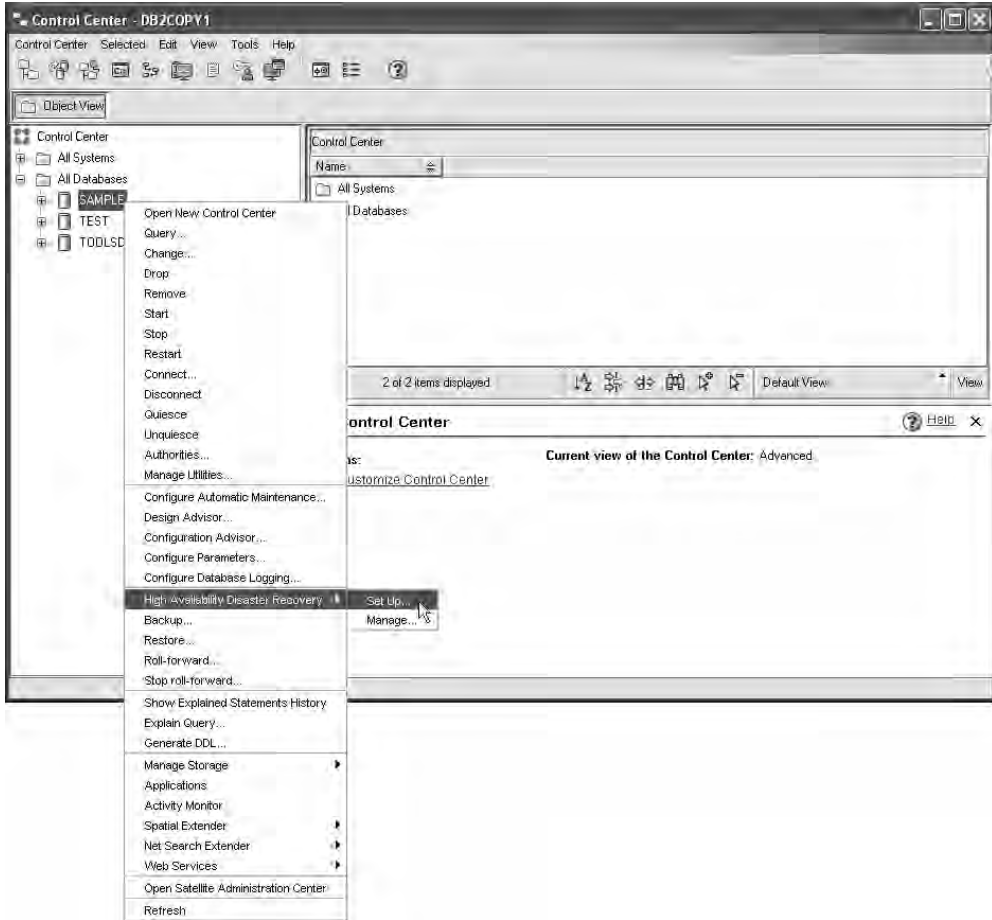 Control Center - DB2COPY1
Control Center Selected Edit View Tools Help
Object View
Control Center
All Systems
All Databases
SAMPLE
TEST
TOOLSD
Control Center
Name
All Systems
l Databases
2 of 2 items displayed
Default View
View
ontrol Center
Help X
ns:
Current view of the Control Center: Advanced
ustomize Control Center
Open New Control Center
Query...
Change...
Drop
Remove
Start
Stop
Restart
Connect...
Disconnect
Quiesce
Unquiesce
Authorities...
Manage Utilities...
Configure Automatic Maintenance...
Design Advisor...
Configuration Advisor...
Configure Parameters...
Configure Database Logging...
High Availability Disaster Recovery
Set Up...
Manage...
Backup...
Restore...
Roll-forward...
Stop roll-forward...
Show Explained Statements History
Explain Query...
Generate DDL...
Manage Storage
Applications
Activity Monitor
Spatial Extender
Net Search Extender
Web Services
Open Satellite Administration Center
Refresh